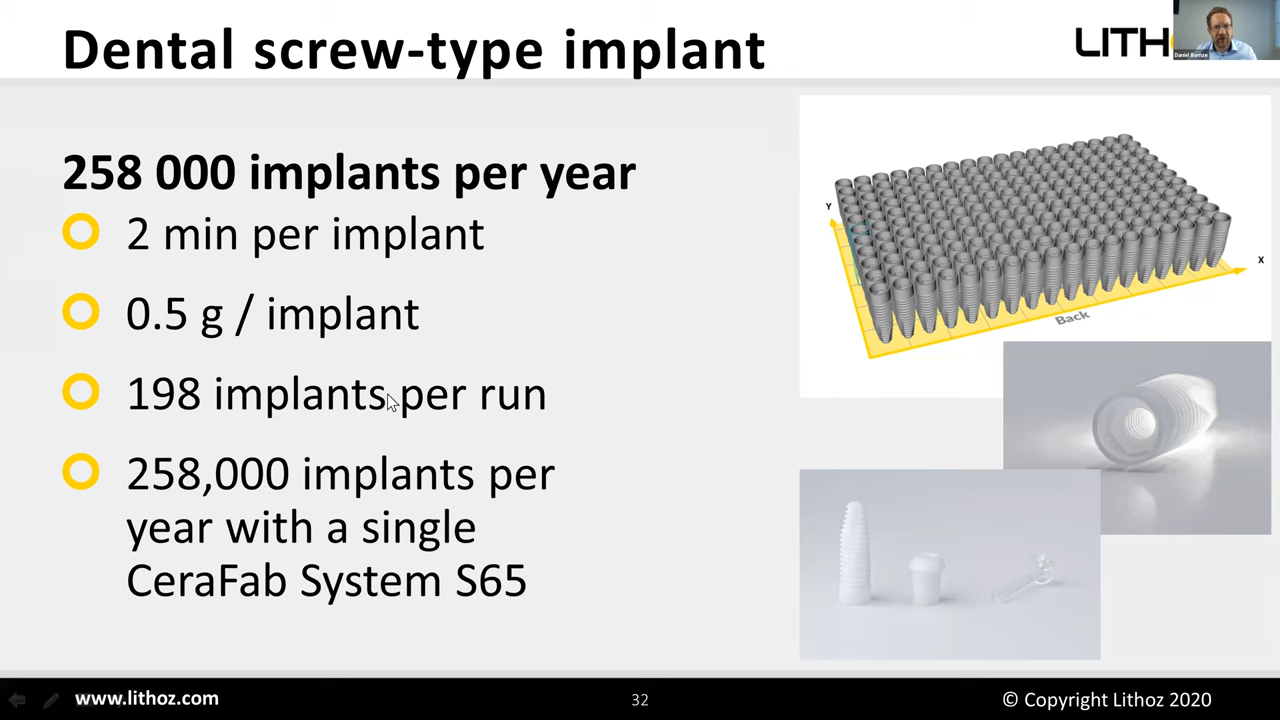 Dental screw-type implant
LITH
Daniel Bomze
258 000 implants per year
2 min per implant
0.5 g / implant
198 implants per run
258,000 implants per
year with a single
CeraFab System S65
Y
X
Back
www.lithoz.com
32
© Copyright Lithoz 2020